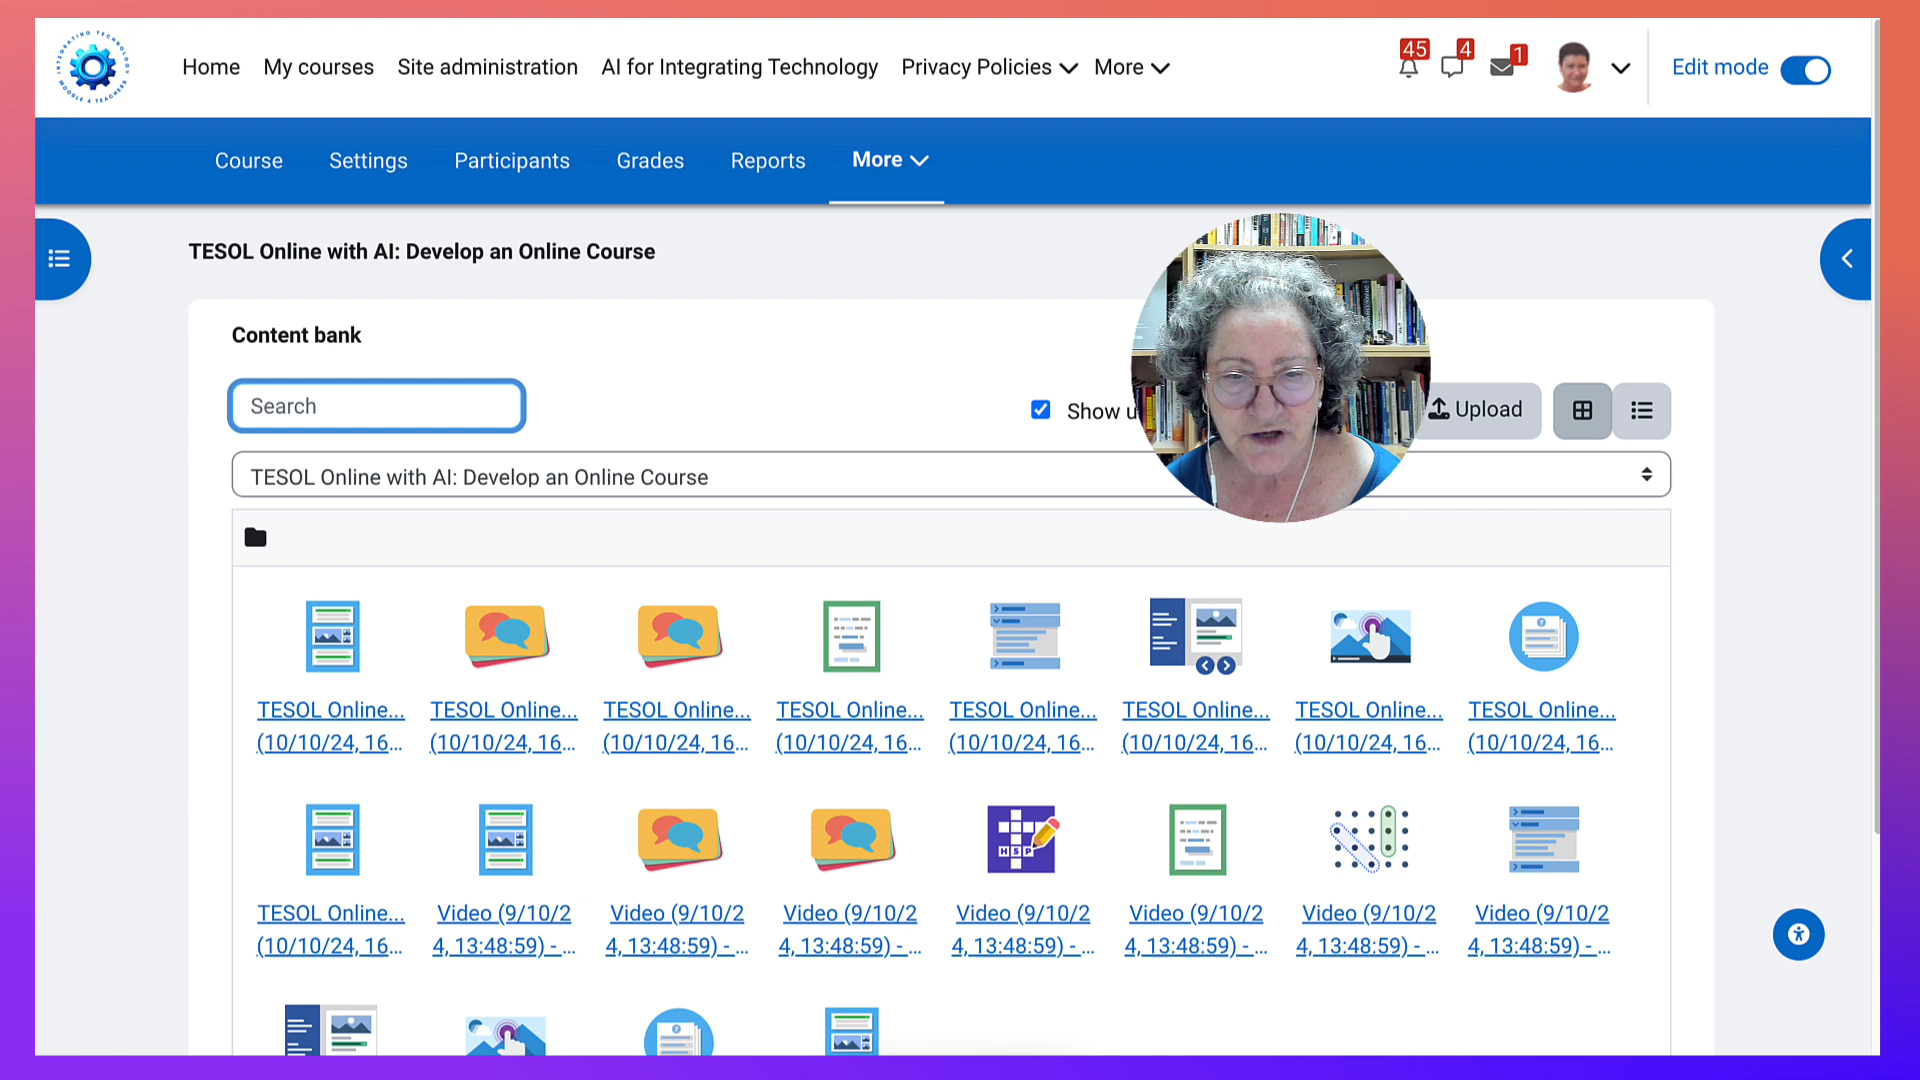 INTEGRATING TECHNOLOGY
MOODLE 4 TEACHERS
Home My courses Site administration AI for Integrating Technology Privacy Policies More
45 4 1
Edit mode
Course Settings Participants Grades Reports More
TESOL Online with AI: Develop an Online Course
Content bank
Search
Show u
Upload
TESOL Online with AI: Develop an Online Course
TESOL Online... TESOL Online... TESOL Online... TESOL Online... TESOL Online... TESOL Online... TESOL Online... TESOL Online...
(10/10/24, 16... (10/10/24, 16... (10/10/24, 16... (10/10/24, 16... (10/10/24, 16... (10/10/24, 16... (10/10/24, 16... (10/10/24, 16...
H5P
TESOL Online... Video (9/10/2 Video (9/10/2 Video (9/10/2 Video (9/10/2 Video (9/10/2 Video (9/10/2 Video (9/10/2
(10/10/24, 16... 4, 13:48:59) - ... 4, 13:48:59) - ... 4, 13:48:59) - ... 4, 13:48:59) - ... 4, 13:48:59) - ... 4, 13:48:59) - ... 4, 13:48:59) - ...